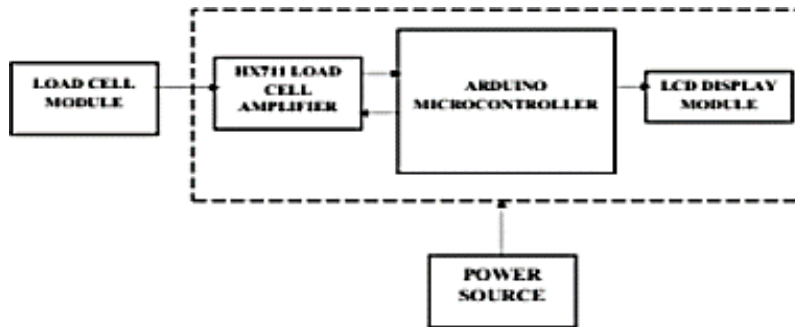 LOAD CELL
MODULE
HX711 LOAD
CELL
AMPLIFIER
ARDUINO
MICROCONTROLLER
LCD DISPLAY
MODULE
POWER
SOURCE